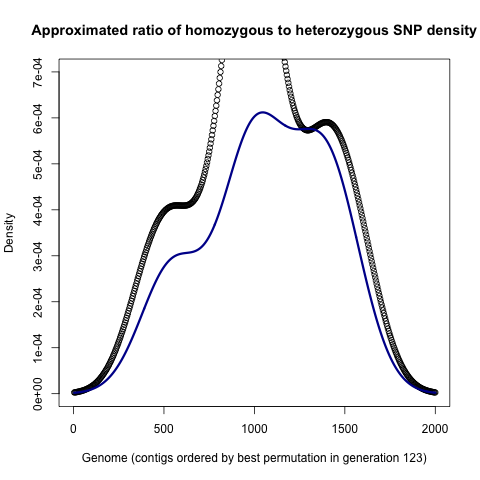 Approximated ratio of homozygous to heterozygous SNP density
7e-04
6e-04
5e-04
4e-04
3e-04
2e-04
1e-04
0e+00
Density
0 500 1000 1500 2000
Genome (contigs ordered by best permutation in generation 123)